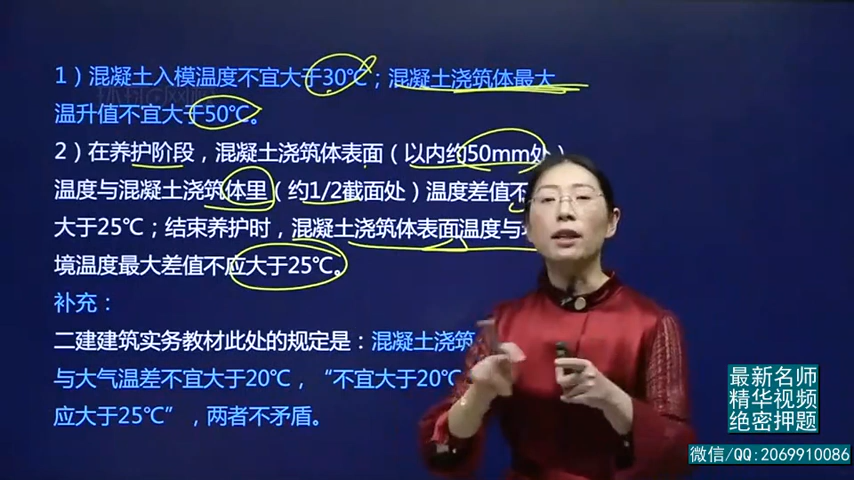 1）混凝土入模温度不宜大于30℃；混凝土浇筑体最大
温升值不宜大于50℃。
2）在养护阶段，混凝土浇筑体表面（以内约50mm处）
温度与混凝土浇筑体里（约1/2截面处）温度差值不
大于25℃；结束养护时，混凝土浇筑体表面温度与
境温度最大差值不应大于25℃。
补充：
二建建筑实务教材此处的规定是：混凝土浇筑
与大气温差不宜大于20℃，“不宜大于20℃
应大于25℃”，两者不矛盾。
最新名师
精华视频
绝密押题
微信/QQ:2069910086